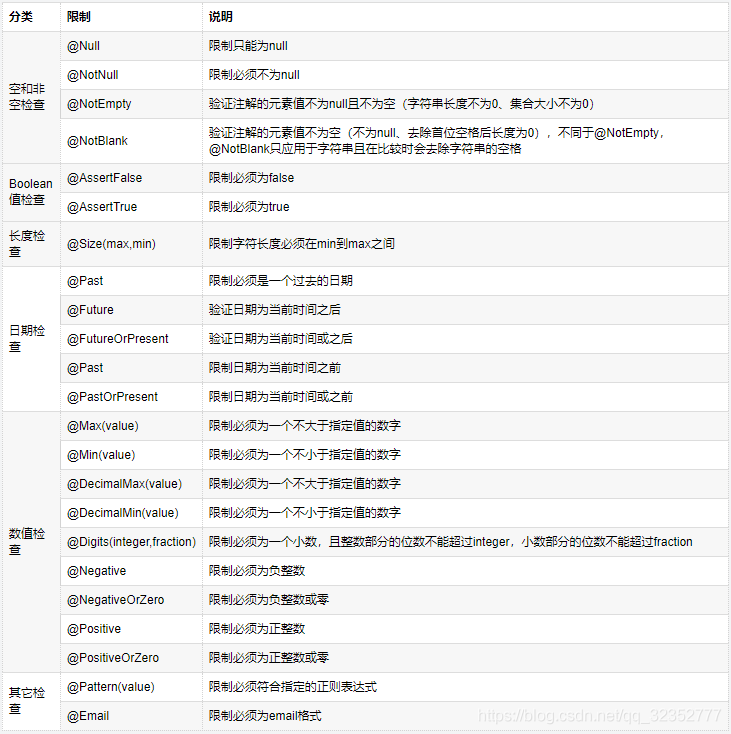 分类 限制 说明
空和非
空检查
@Null 限制只能为null
@NotNull 限制必须不为null
@NotEmpty 验证注解的元素值不为null且不为空（字符串长度不为0、集合大小不为0）
@NotBlank 验证注解的元素值不为空（不为null、去除首位空格后长度为0），不同于@NotEmpty，
@NotBlank只应用于字符串且在比较时会去除字符串的空格
Boolean
值检查
@AssertFalse 限制必须为false
@AssertTrue 限制必须为true
长度检
查
@Size(max,min) 限制字符长度必须在min到max之间
日期检
查
@Past 限制必须是一个过去的日期
@Future 验证日期为当前时间之后
@FutureOrPresent 验证日期为当前时间或之后
@Past 限制日期为当前时间之前
@PastOrPresent 限制日期为当前时间或之前
数值检
查
@Max(value) 限制必须为一个不大于指定值的数字
@Min(value) 限制必须为一个不小于指定值的数字
@DecimalMax(value) 限制必须为一个不大于指定值的数字
@DecimalMin(value) 限制必须为一个不小于指定值的数字
@Digits(integer,fraction) 限制必须为一个小数，且整数部分的位数不能超过integer，小数部分的位数不能超过fraction
@Negative 限制必须为负整数
@NegativeOrZero 限制必须为负整数或零
@Positive 限制必须为正整数
@PositiveOrZero 限制必须为正整数或零
其它检
查
@Pattern(value) 限制必须符合指定的正则表达式
@Email 限制必须为email格式
https://blog.csdn.net/qq_32352777